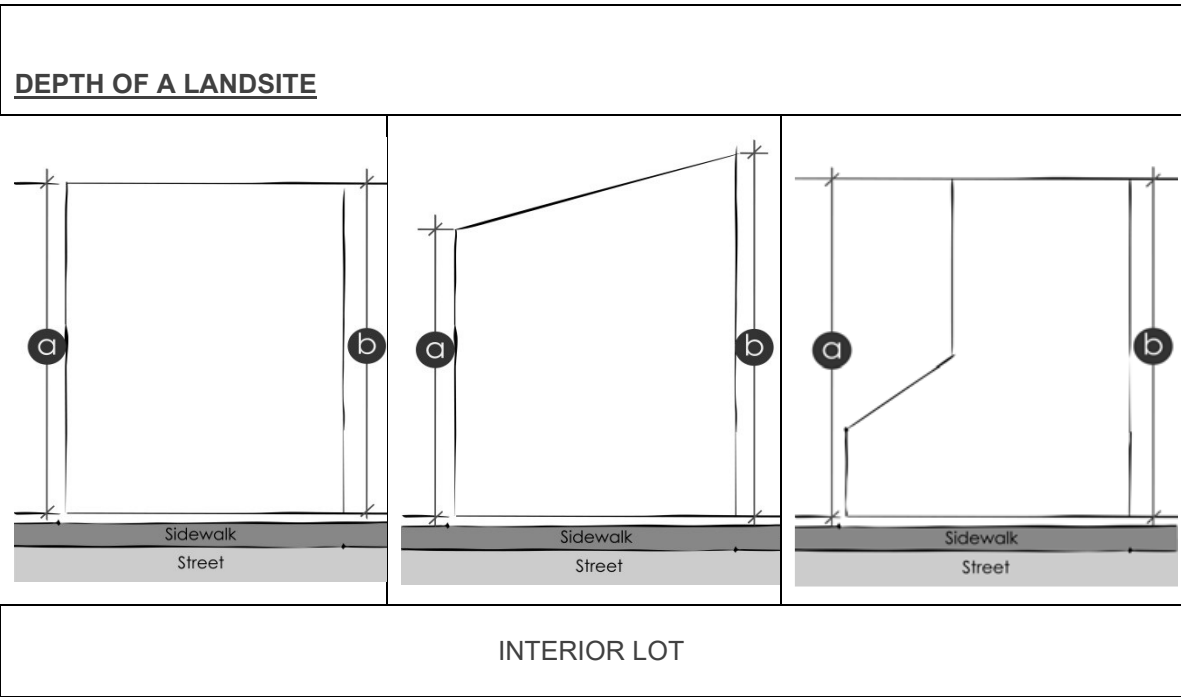 DEPTH OF A LANDSITE
a
b
Sidewalk
Street
a
b
Sidewalk
Street
a
b
Sidewalk
Street
INTERIOR LOT